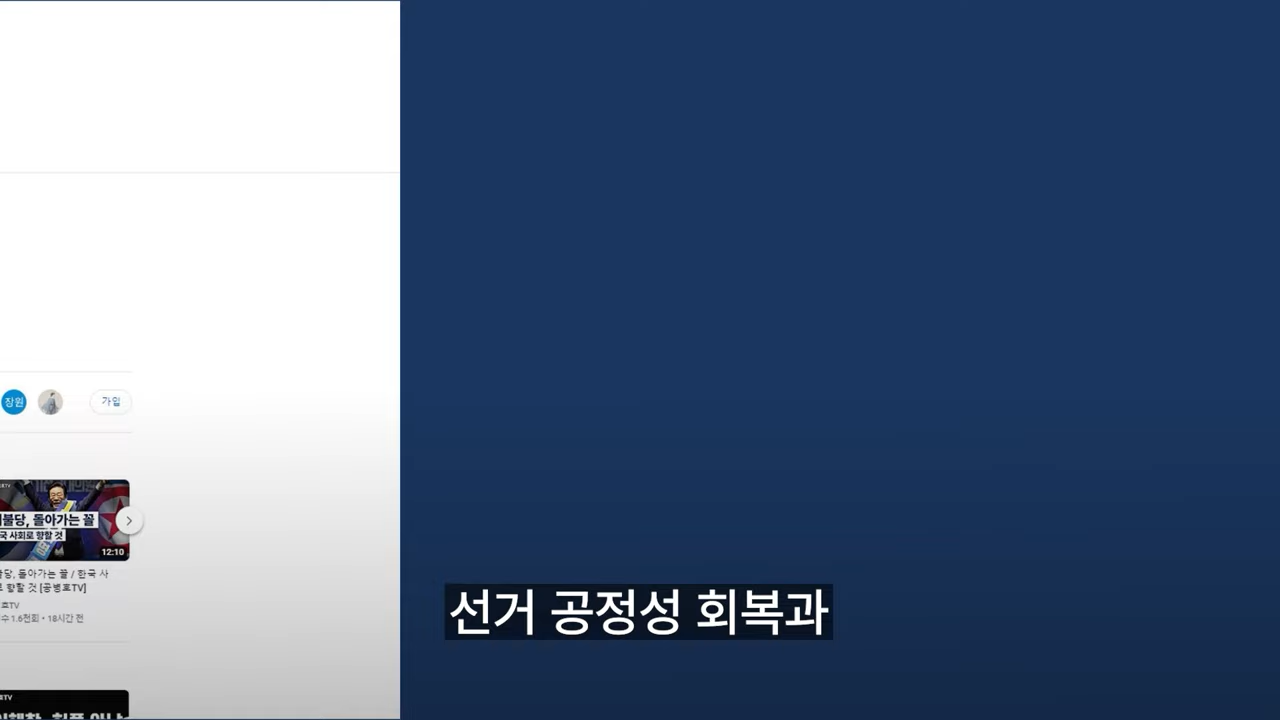 장원
가입
불당, 돌아가는 꼴
국 사회로 향할 것
12:10
당, 돌아가는 꼴 / 한국 사
향할 것 [공병호TV]
호TV
수 1.6천회 • 18시간 전
선거 공정성 회복과